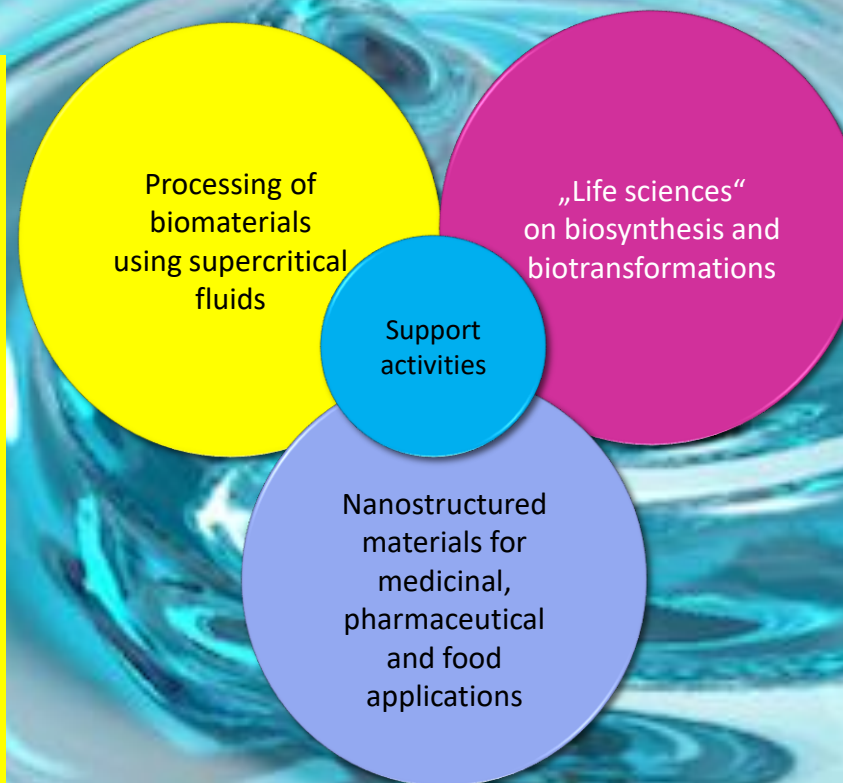 Processing of
biomaterials
using supercritical
fluids
„Life sciences“
on biosynthesis and
biotransformations
Support
activities
Nanostructured
materials for
medicinal,
pharmaceutical
and food
applications